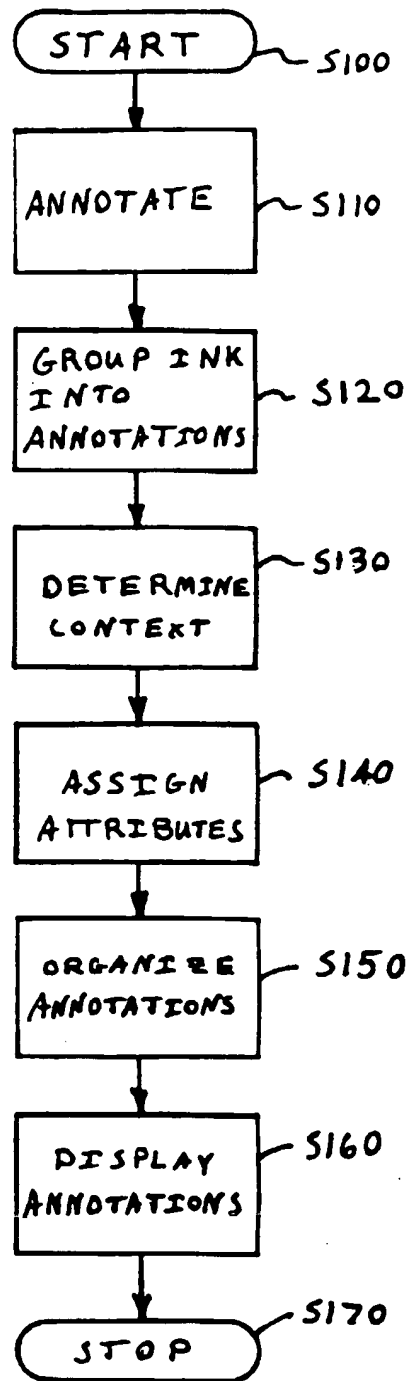 START
S100
ANNOTATE
S110
GROUP INK
INTO
ANNOTATIONS
S120
DETERMINE
CONTEXT
S130
ASSIGN
ATTRIBUTES
S140
ORGANIZE
ANNOTATIONS
S150
DISPLAY
ANNOTATIONS
S160
STOP
S170